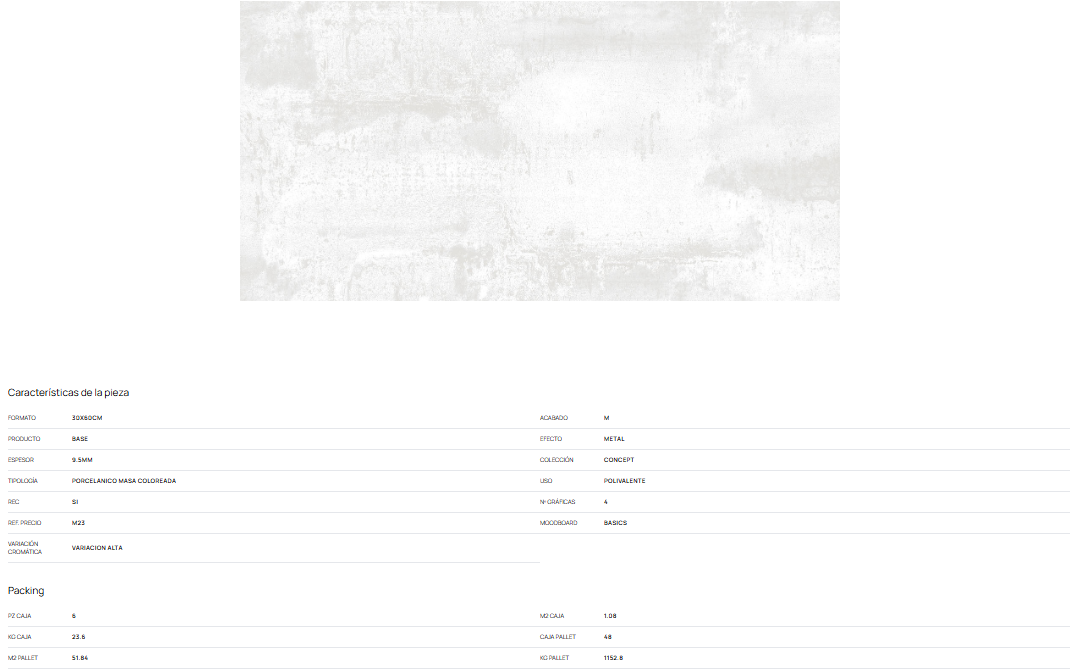 Características de la pieza
FORMATO 30X60CM
ACABADO M
PRODUCTO BASE
EFECTO METAL
ESPESOR 9.5MM
COLECCIÓN CONCEPT
TIPOLOGÍA PORCELANICO MASA COLOREADA
USO POLIVALENTE
REC SI
Nº GRÁFICAS 4
REF. PRECIO M23
MOODBOARD BASICS
VARIACIÓN
CROMÁTICA VARIACION ALTA
Packing
PZ CAJA 6
M2 CAJA 1.08
KG CAJA 23.6
CAJA PALLET 48
M2 PALLET 51.84
KG PALLET 1152.8